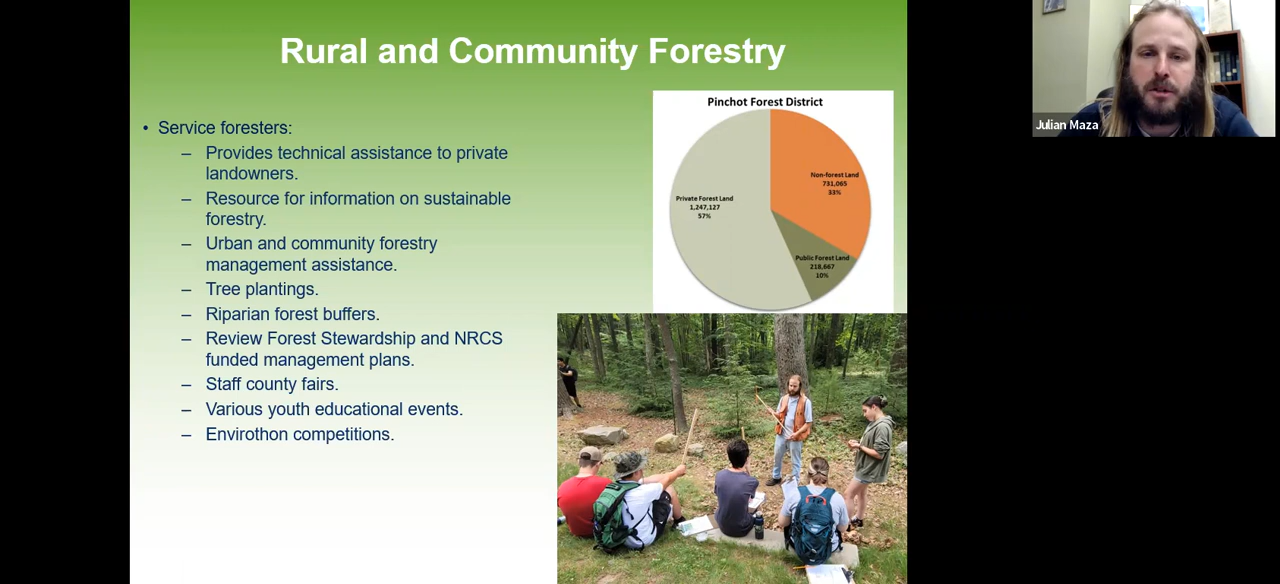 Rural and Community Forestry
• Service foresters:
– Provides technical assistance to private
landowners.
– Resource for information on sustainable
forestry.
– Urban and community forestry
management assistance.
– Tree plantings.
– Riparian forest buffers.
– Review Forest Stewardship and NRCS
funded management plans.
– Staff county fairs.
– Various youth educational events.
– Envirothon competitions.
Pinchot Forest District
Non-forest Land
731,065
33%
Private Forest Land
1,247,127
57%
Public Forest Land
218,667
10%
Julian Maza